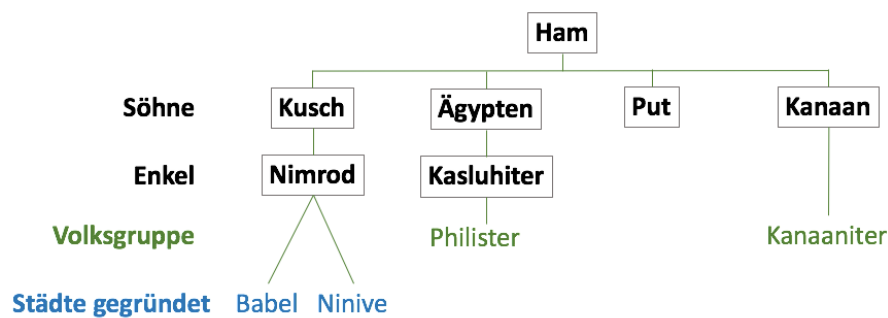 Ham
Söhne Kusch Ägypten Put Kanaan
Enkel Nimrod Kasluhiter
Volksgruppe Philister Kanaaniter
Städte gegründet Babel Ninive